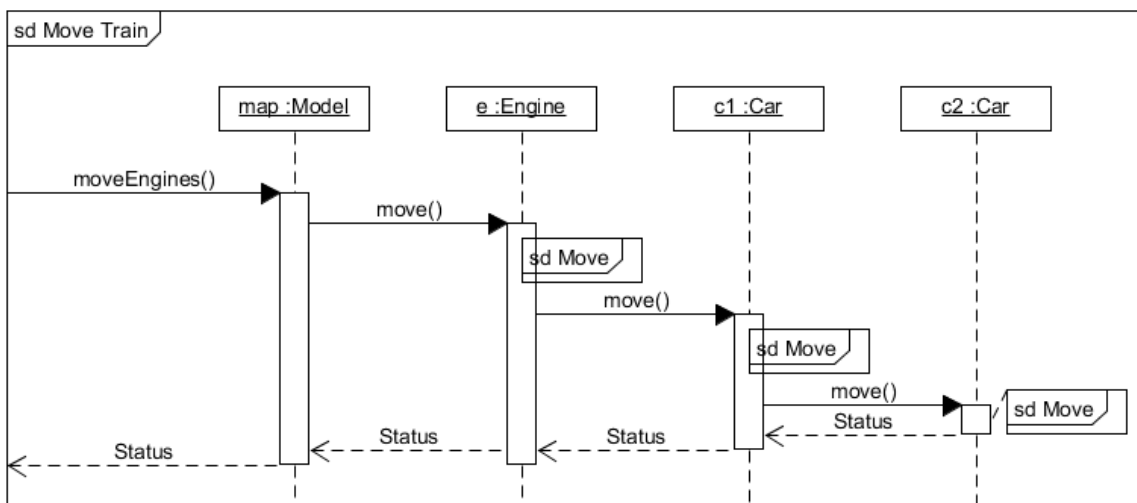 sd Move Train
map :Model
e :Engine
c1 :Car
c2 :Car
moveEngines()
move()
sd Move
move()
sd Move
move()
sd Move
Status
Status
Status
Status